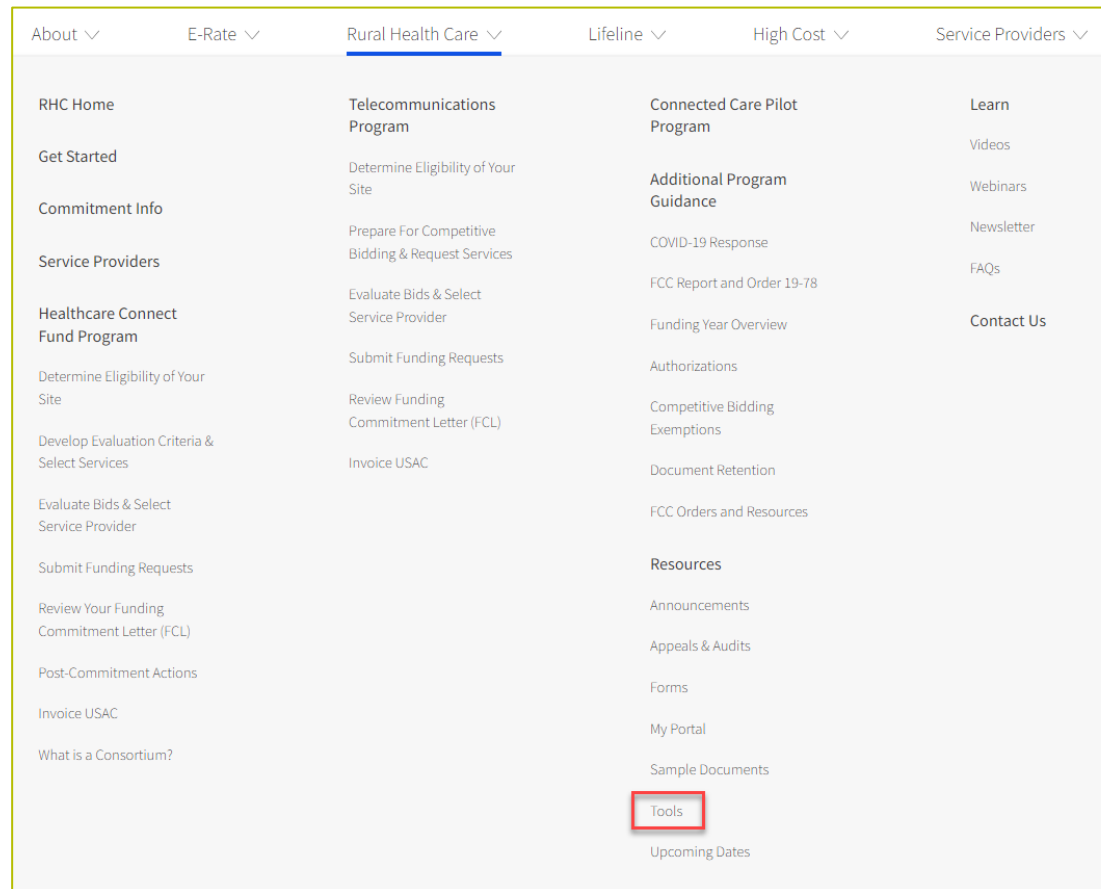 About
E-Rate
Rural Health Care
Lifeline
High Cost
Service Providers
RHC Home
Get Started
Commitment Info
Service Providers
Healthcare Connect
Fund Program
Determine Eligibility of Your
Site
Develop Evaluation Criteria &
Select Services
Evaluate Bids & Select
Service Provider
Submit Funding Requests
Review Your Funding
Commitment Letter (FCL)
Post-Commitment Actions
Invoice USAC
What is a Consortium?
Telecommunications
Program
Determine Eligibility of Your
Site
Prepare For Competitive
Bidding & Request Services
Evaluate Bids & Select
Service Provider
Submit Funding Requests
Review Funding
Commitment Letter (FCL)
Invoice USAC
Connected Care Pilot
Program
Additional Program
Guidance
COVID-19 Response
FCC Report and Order 19-78
Funding Year Overview
Authorizations
Competitive Bidding
Exemptions
Document Retention
FCC Orders and Resources
Resources
Announcements
Appeals & Audits
Forms
My Portal
Sample Documents
Tools
Upcoming Dates
Learn
Videos
Webinars
Newsletter
FAQs
Contact Us